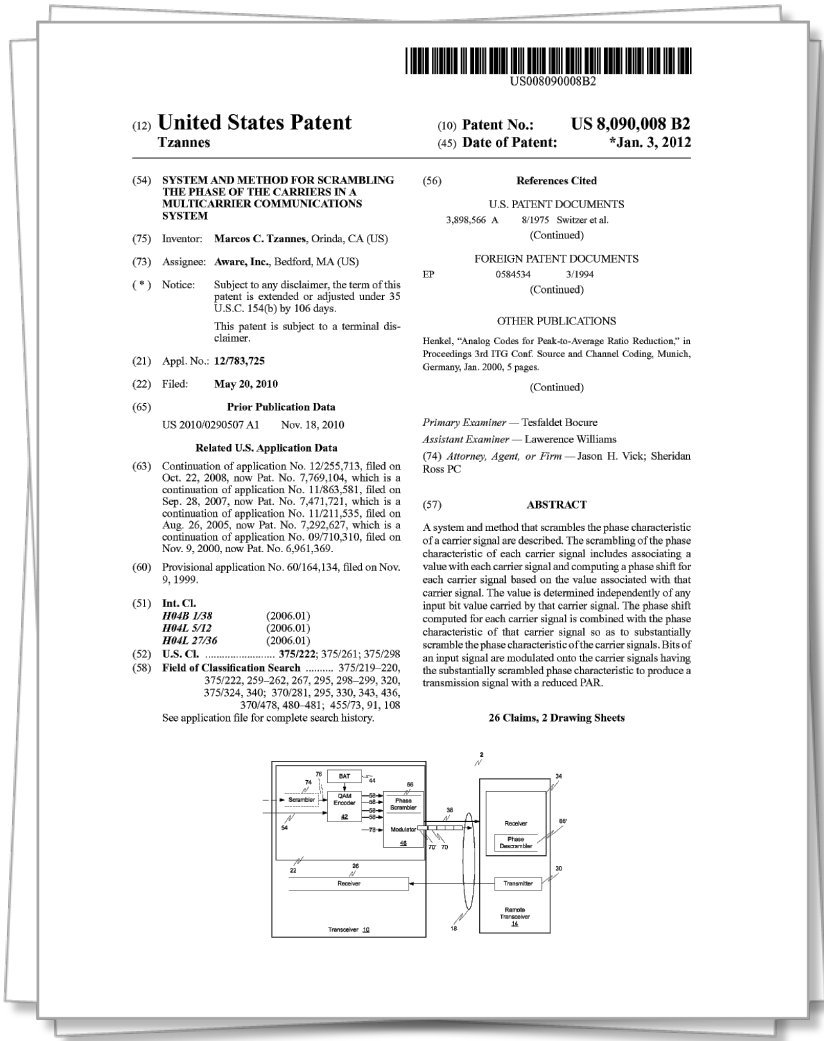 US008090008B2
(12) United States Patent
Tzannes
(10) Patent No.: US 8,090,008 B2
(45) Date of Patent: *Jan. 3, 2012
(54) SYSTEM AND METHOD FOR SCRAMBLING
THE PHASE OF THE CARRIERS IN A
MULTICARRIER COMMUNICATIONS
SYSTEM
(75) Inventor: Marcos C. Tzannes, Orinda, CA (US)
(73) Assignee: Aware, Inc., Bedford, MA (US)
( * ) Notice: Subject to any disclaimer, the term of this
patent is extended or adjusted under 35
U.S.C. 154(b) by 106 days.
This patent is subject to a terminal dis-
claimer.
(21) Appl. No.: 12/783,725
(22) Filed: May 20, 2010
(65) Prior Publication Data
US 2010/0290507 A1 Nov. 18, 2010
Related U.S. Application Data
(63) Continuation of application No. 12/255,713, filed on
Oct. 22, 2008, now Pat. No. 7,769,104, which is a
continuation of application No. 11/863,581, filed on
Sep. 28, 2007, now Pat. No. 7,471,721, which is a
continuation of application No. 11/211,535, filed on
Aug. 26, 2005, now Pat. No. 7,292,627, which is a
continuation of application No. 09/710,310, filed on
Nov. 9, 2000, now Pat. No. 6,961,369.
(60) Provisional application No. 60/164,134, filed on Nov.
9, 1999.
(51) Int. Cl.
H04B 1/38 (2006.01)
H04L 5/12 (2006.01)
H04L 27/36 (2006.01)
(52) U.S. Cl. .......................... 375/222; 375/261; 375/298
(58) Field of Classification Search .......... 375/219–220,
375/222, 259–262, 267, 295, 298–299, 320,
375/324, 340; 370/281, 295, 330, 343, 436,
370/478, 480–481; 455/73, 91, 108
See application file for complete search history.
(56) References Cited
U.S. PATENT DOCUMENTS
3,898,566 A 8/1975 Switzer et al.
(Continued)
FOREIGN PATENT DOCUMENTS
EP 0584534 3/1994
(Continued)
OTHER PUBLICATIONS
Henkel, “Analog Codes for Peak-to-Average Ratio Reduction,” in
Proceedings 3rd ITG Conf. Source and Channel Coding, Munich,
Germany, Jan. 2000, 5 pages.
(Continued)
Primary Examiner — Tesfaldet Bocure
Assistant Examiner — Lawerence Williams
(74) Attorney, Agent, or Firm — Jason H. Vick; Sheridan
Ross PC
(57) ABSTRACT
A system and method that scrambles the phase characteristic
of a carrier signal are described. The scrambling of the phase
characteristic of each carrier signal includes associating a
value with each carrier signal and computing a phase shift for
each carrier signal based on the value associated with that
carrier signal. The value is determined independently of any
input bit value carried by that carrier signal. The phase shift
computed for each carrier signal is combined with the phase
characteristic of that carrier signal so as to substantially
scramble the phase characteristic of the carrier signals. Bits of
an input signal are modulated onto the carrier signals having
the substantially scrambled phase characteristic to produce a
transmission signal with a reduced PAR.
26 Claims, 2 Drawing Sheets
2
74
76
BAT
44
66
34
Scrambler
QAM
Encoder
42
58
58
58
58
Phase
Scrambler
38
Receiver
54
78
Modulator
46
70'
70
Phase
Descrambler
66'
22
26
Receiver
Transmitter
30
Remote
Transceiver
14
Transceiver 10
18